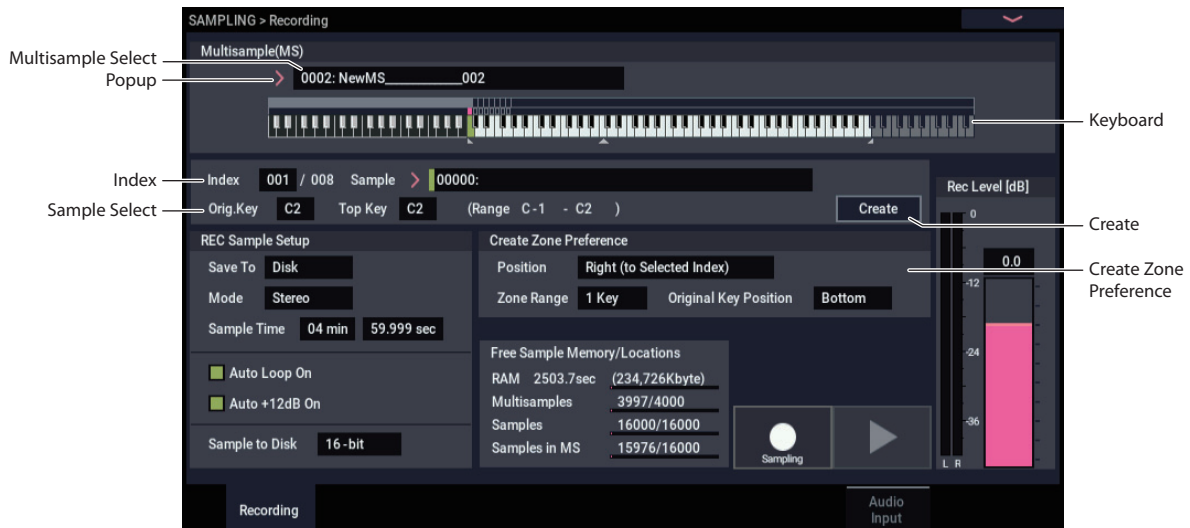 SAMPLING > Recording
Multisample(MS)
Multisample Select
Popup
0002: NewMS____________002
Keyboard
Index
Index 001 / 008 Sample 00000:
Sample Select
Orig.Key C2 Top Key C2 (Range C-1 - C2 )
Create
Create
REC Sample Setup
Save To Disk
Mode Stereo
Sample Time 04 min 59.999 sec
Auto Loop On
Auto +12dB On
Sample to Disk 16-bit
Create Zone Preference
Position Right (to Selected Index)
Zone Range 1 Key Original Key Position Bottom
Create Zone
Preference
Free Sample Memory/Locations
RAM 2503.7sec (234,726Kbyte)
Multisamples 3997/4000
Samples 16000/16000
Samples in MS 15976/16000
Sampling
Rec Level [dB]
0
0.0
-12
-24
-36
L R
Recording
Audio
Input